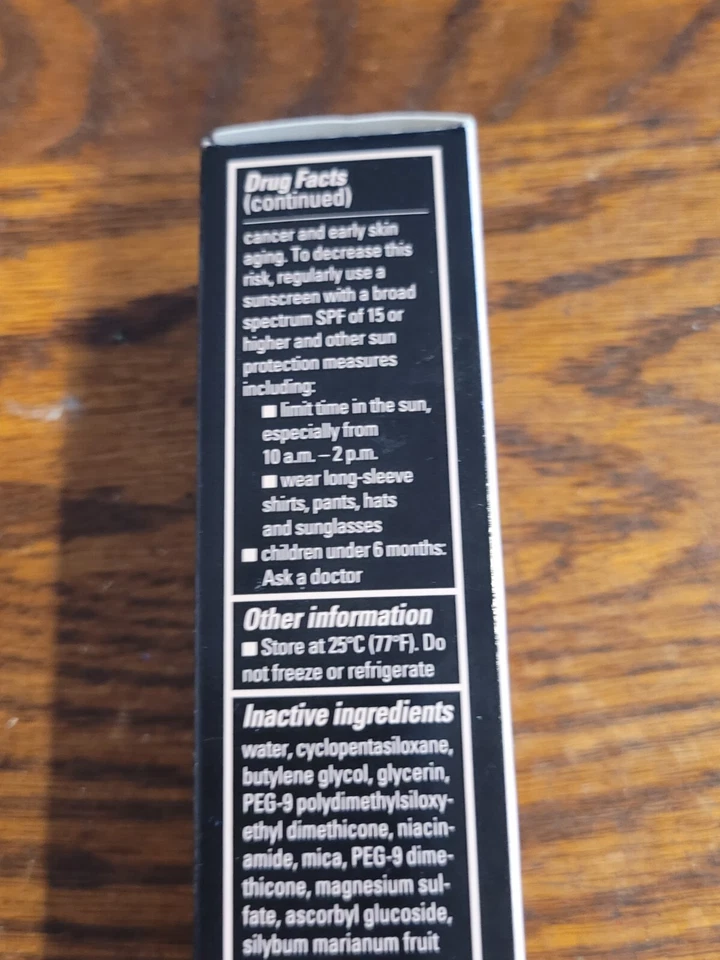 Drug Facts
(continued)
cancer and early skin
aging. To decrease this
risk, regularly use a
sunscreen with a broad
spectrum SPF of 15 or
higher and other sun
protection measures
including:
■ limit time in the sun,
especially from
10 a.m. – 2 p.m.
■ wear long-sleeve
shirts, pants, hats
and sunglasses
■ children under 6 months:
Ask a doctor
Other information
■ Store at 25°C (77°F). Do
not freeze or refrigerate
Inactive ingredients
water, cyclopentasiloxane,
butylene glycol, glycerin,
PEG-9 polydimethylsiloxy-
ethyl dimethicone, niacin-
amide, mica, PEG-9 dime-
thicone, magnesium sul-
fate, ascorbyl glucoside,
silybum marianum fruit